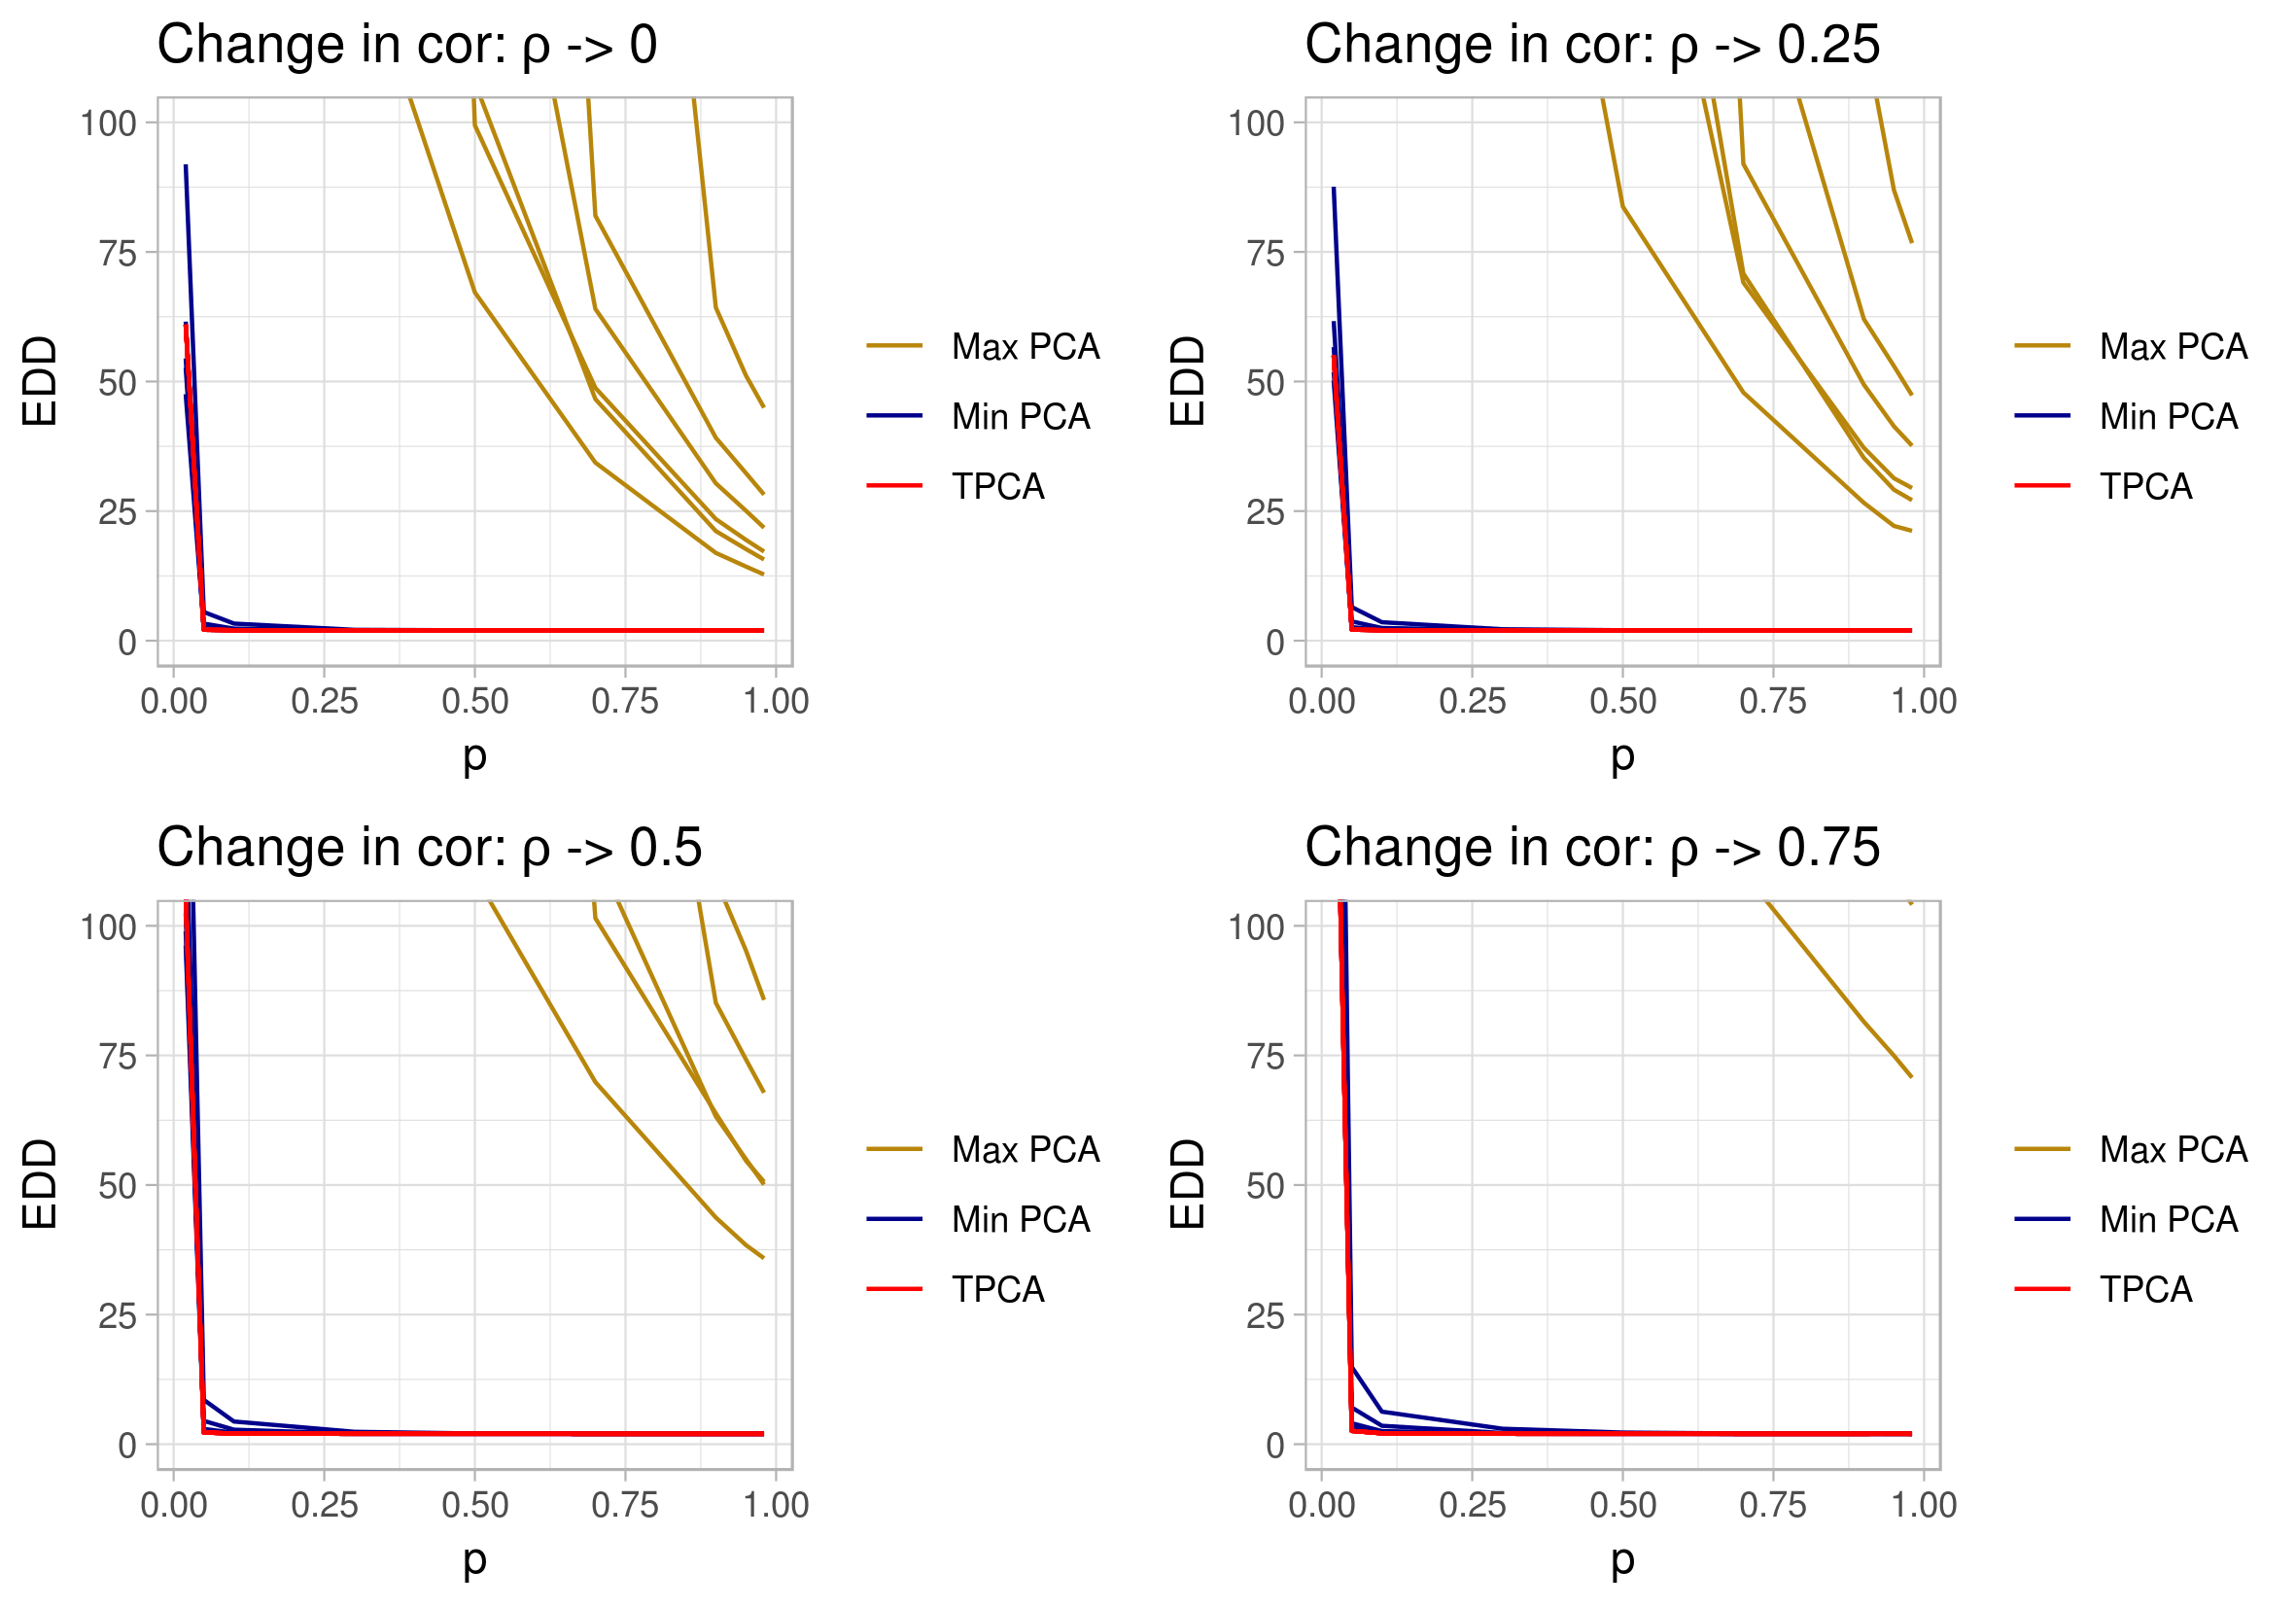 Change in cor: ρ -> 0
EDD
100
75
50
25
0
0.00 0.25 0.50 0.75 1.00
p
Max PCA
Min PCA
TPCA
Change in cor: ρ -> 0.25
EDD
100
75
50
25
0
0.00 0.25 0.50 0.75 1.00
p
Max PCA
Min PCA
TPCA
Change in cor: ρ -> 0.5
EDD
100
75
50
25
0
0.00 0.25 0.50 0.75 1.00
p
Max PCA
Min PCA
TPCA
Change in cor: ρ -> 0.75
EDD
100
75
50
25
0
0.00 0.25 0.50 0.75 1.00
p
Max PCA
Min PCA
TPCA